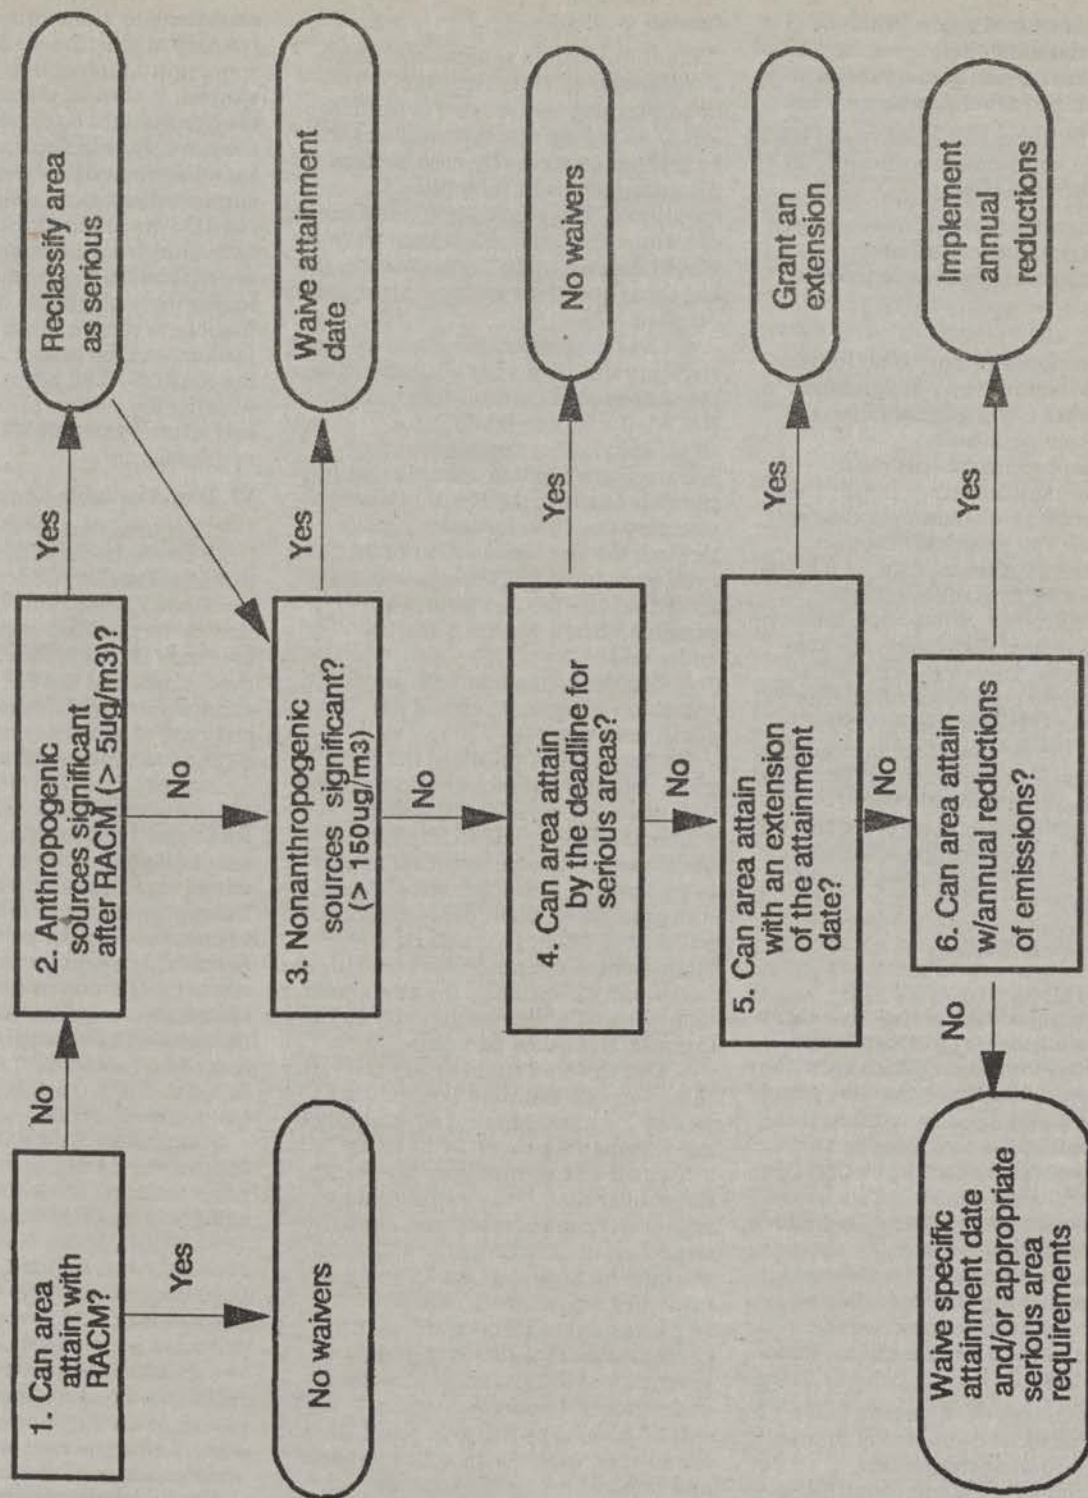 1. Can area
attain with
RACM?
No
Yes
No waivers
2. Anthropogenic
sources significant
after RACM (> 5ug/m3)?
Yes
No
Reclassify area
as serious
3. Nonanthropogenic
sources significant?
(> 150ug/m3)
Yes
No
Waive attainment
date
4. Can area attain
by the deadline for
serious areas?
Yes
No
No waivers
5. Can area attain
with an extension
of the attainment
date?
Yes
No
Grant an
extension
6. Can area attain
w/annual reductions
of emissions?
Yes
No
Implement
annual
reductions
Waive specific
attainment date
and/or appropriate
serious area
requirements